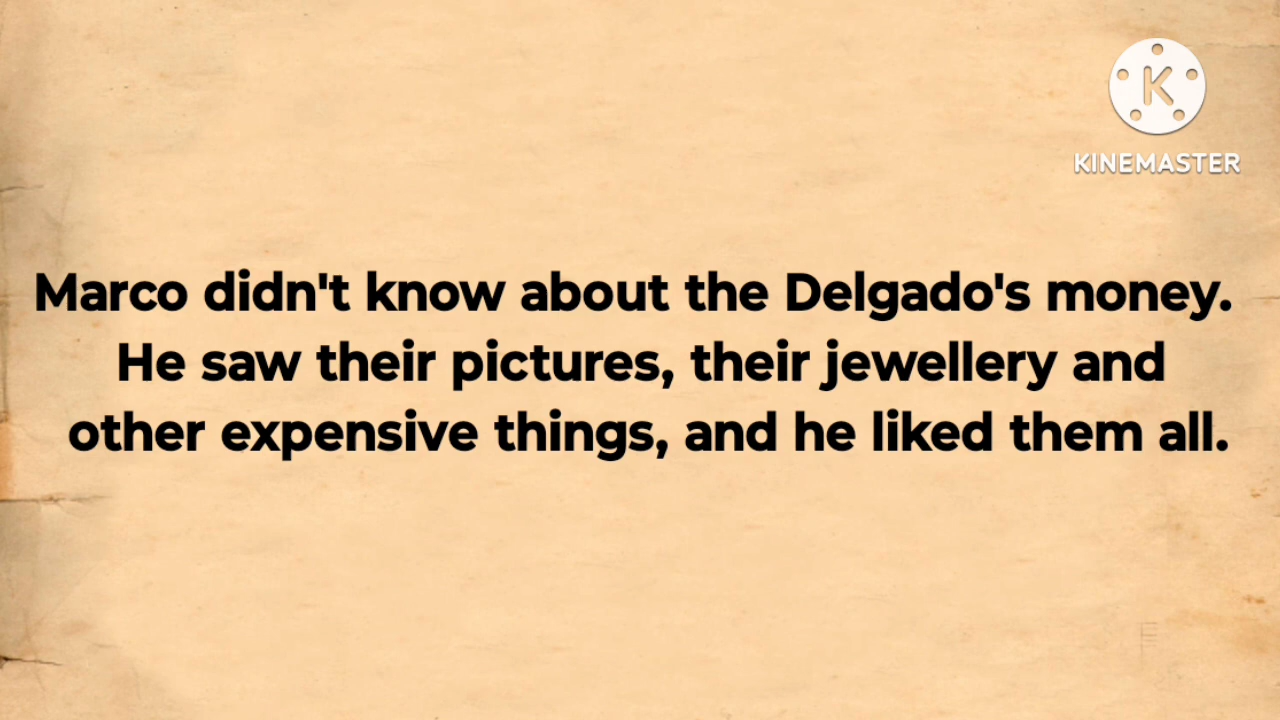 K
KINEMASTER
Marco didn't know about the Delgado's money.
He saw their pictures, their jewellery and
other expensive things, and he liked them all.